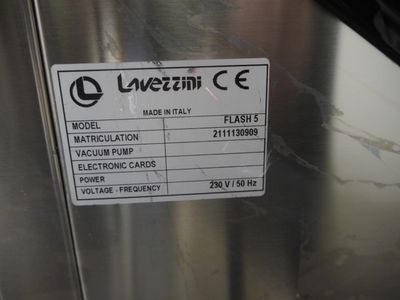 L Lavezzini CE
MADE IN ITALY
MODEL FLASH 5
MATRICULATION 2111130909
VACUUM PUMP
ELECTRONIC CARDS
POWER
VOLTAGE - FREQUENCY 230 V / 50 Hz